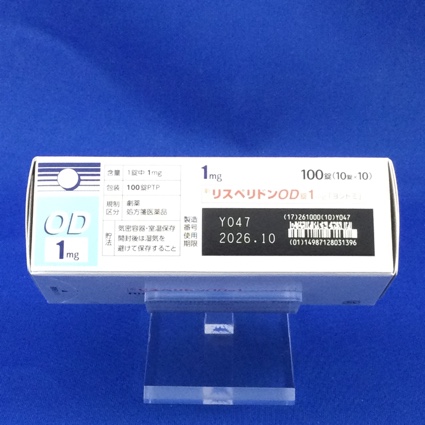 OD
1mg
含量 1錠中 1mg
包装 100錠PTP
規制区分 劇薬 処方箋医薬品
貯法 気密容器・室温保存
開封後は湿気を
避けて保存すること
1mg 100錠(10錠×10)
リスペリドンOD錠1
製造番号 Y047
使用期限 2026.10
(17)261000(10)Y047
(01)14987128031396